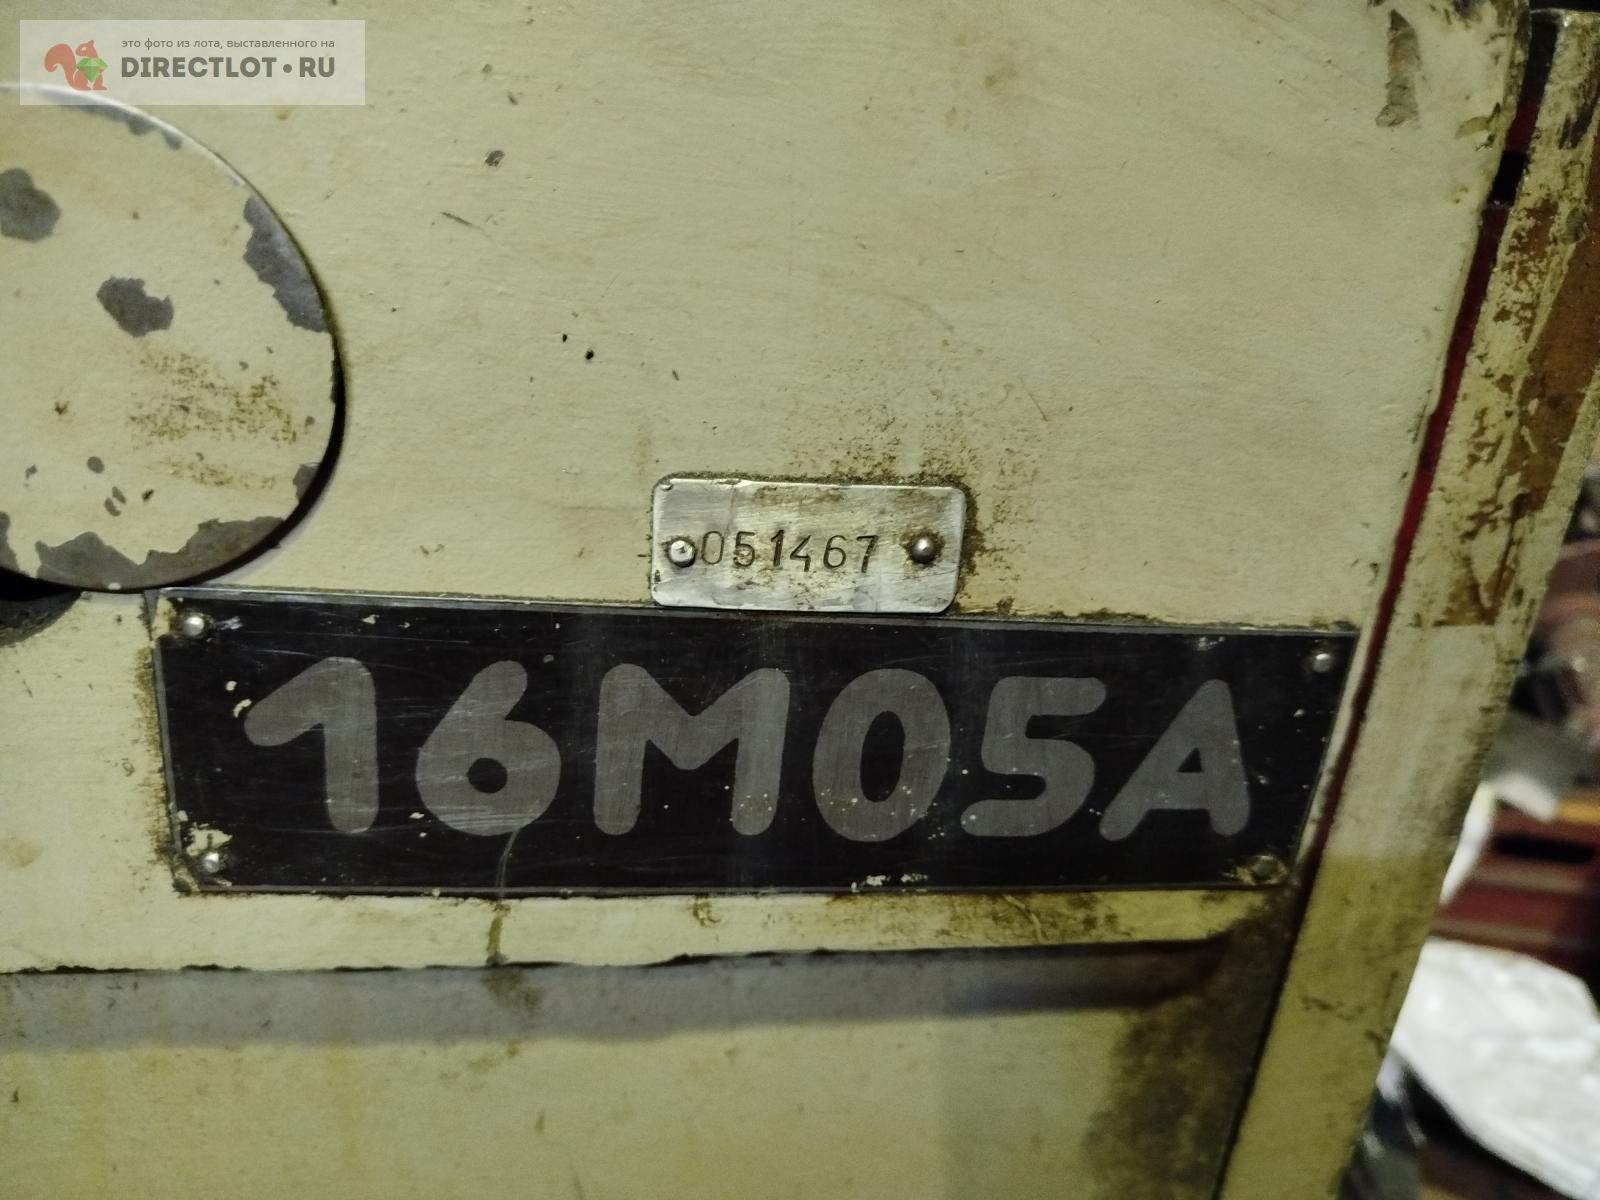 это фото из лота, выставленного на
DIRECTLOT•RU
051467
16М05А